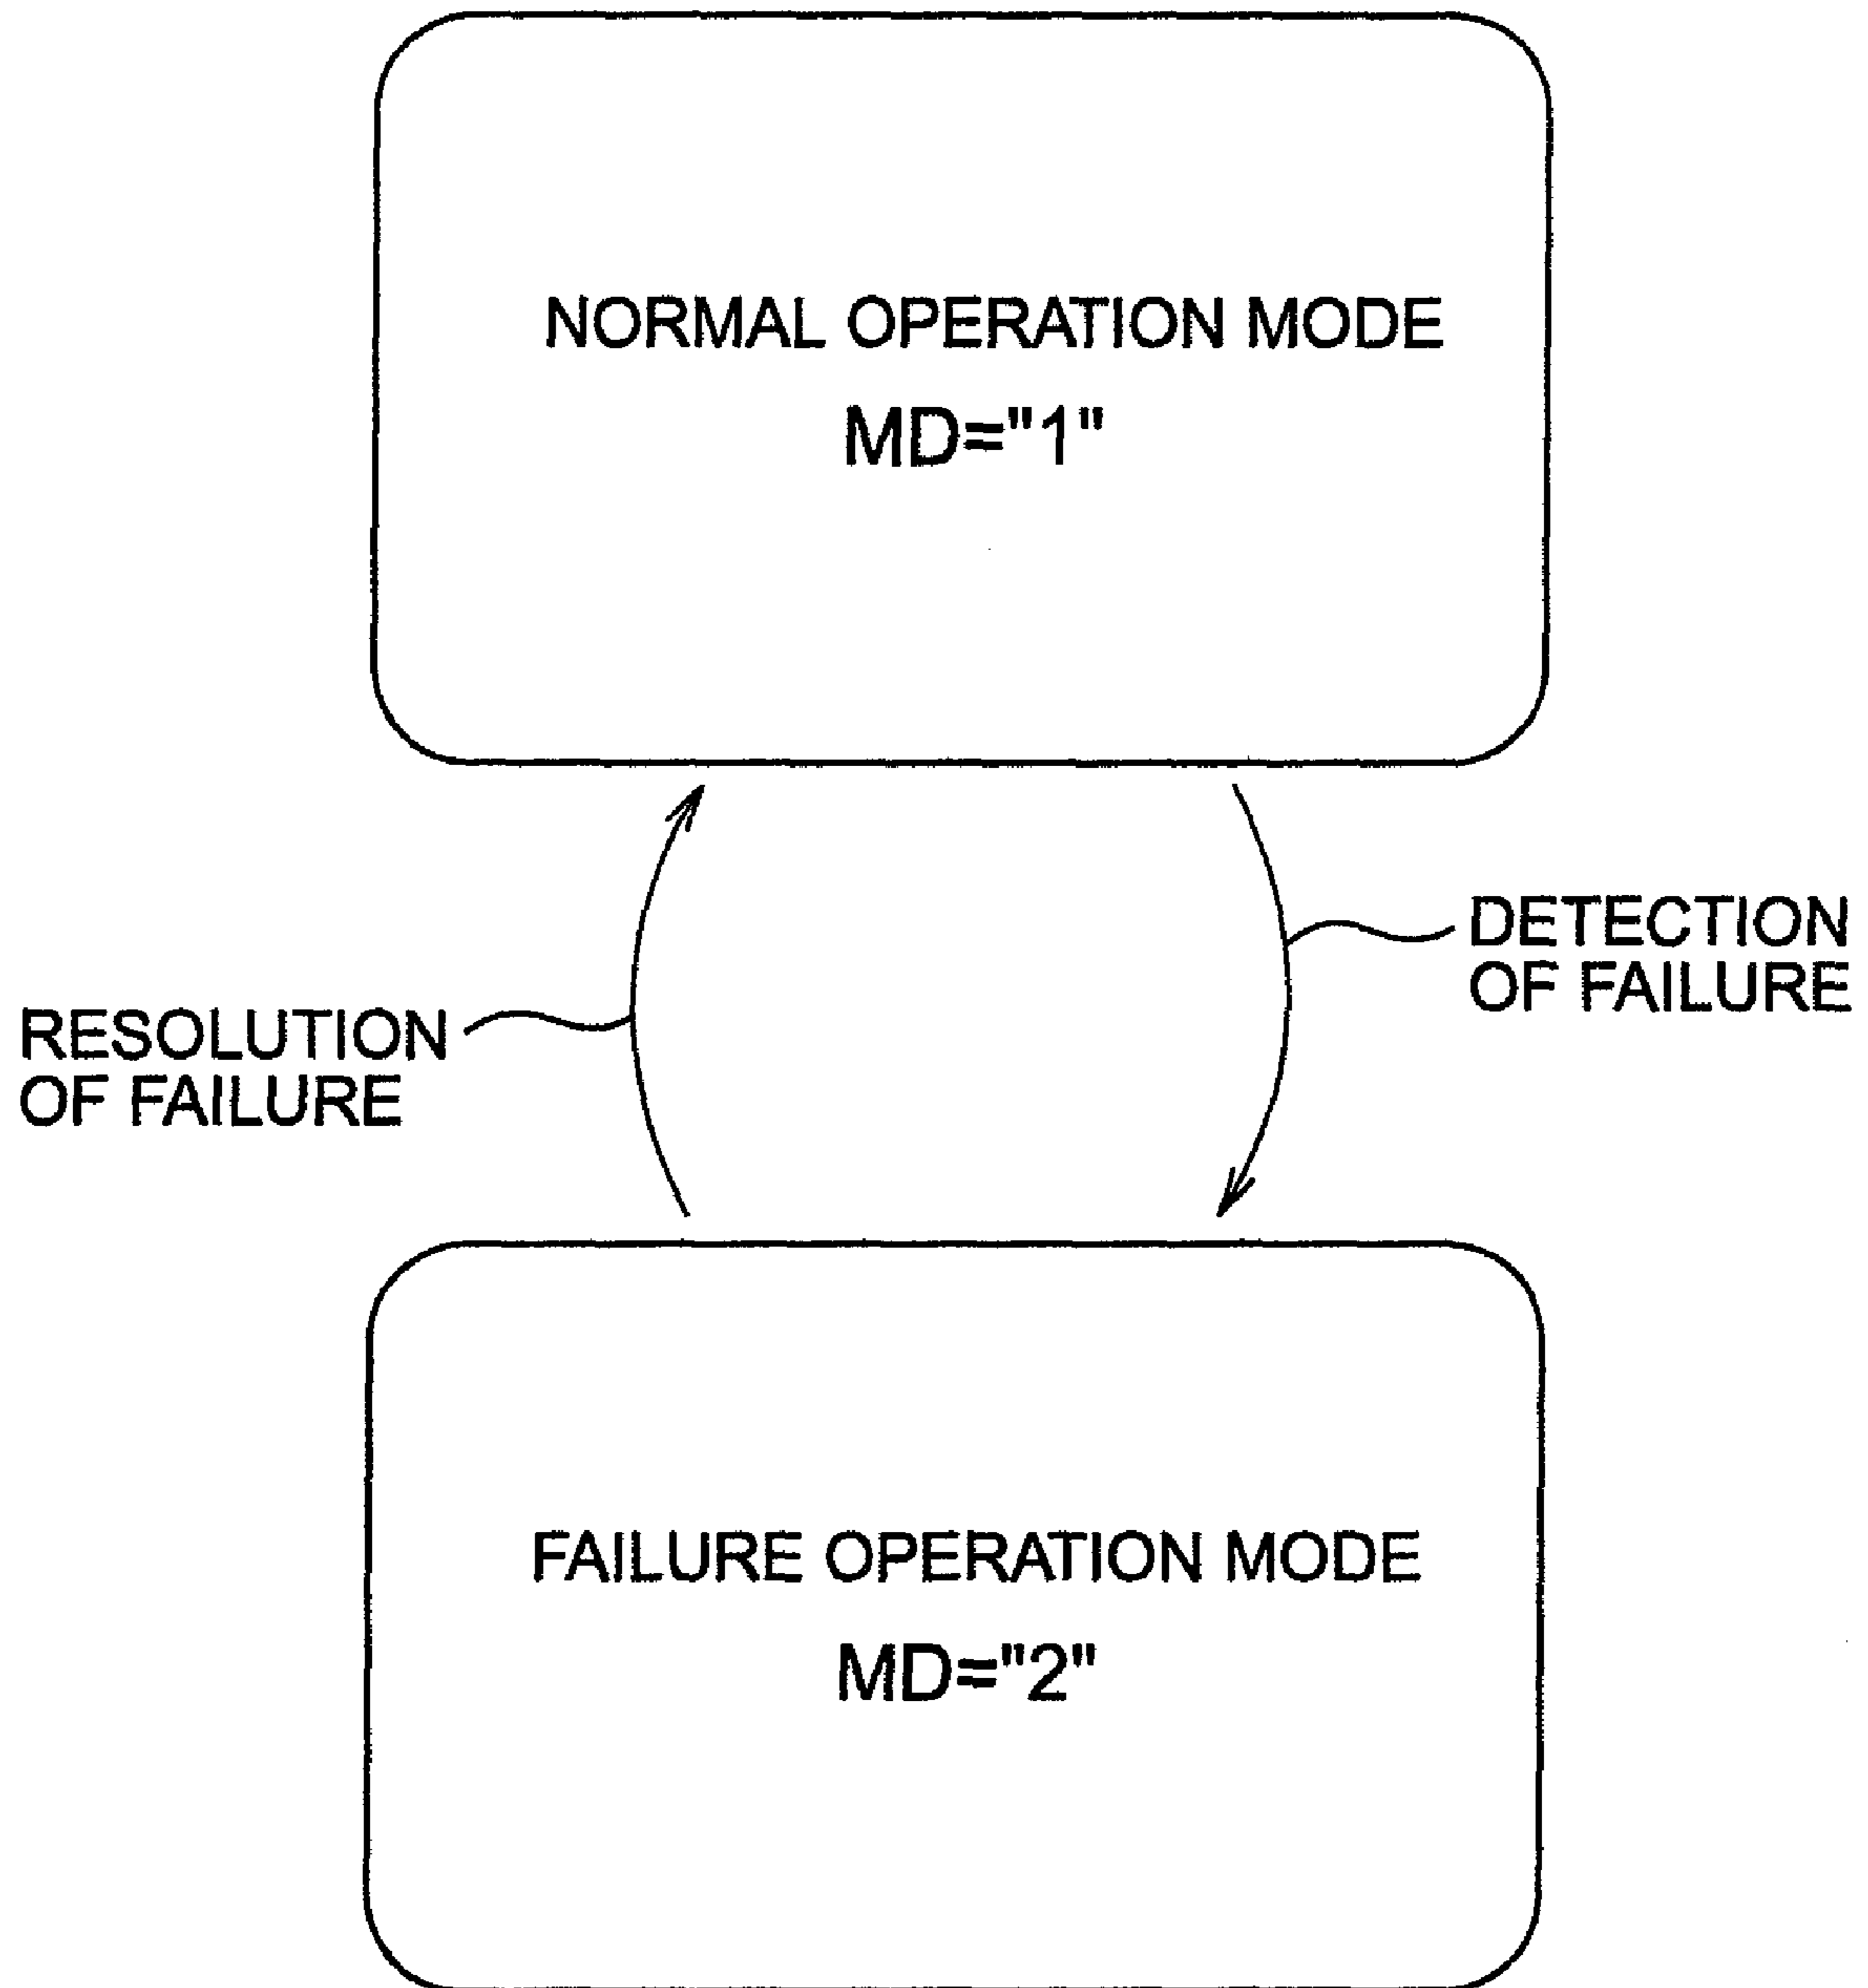 NORMAL OPERATION MODE
MD="1"
DETECTION
OF FAILURE
RESOLUTION
OF FAILURE
FAILURE OPERATION MODE
MD="2"